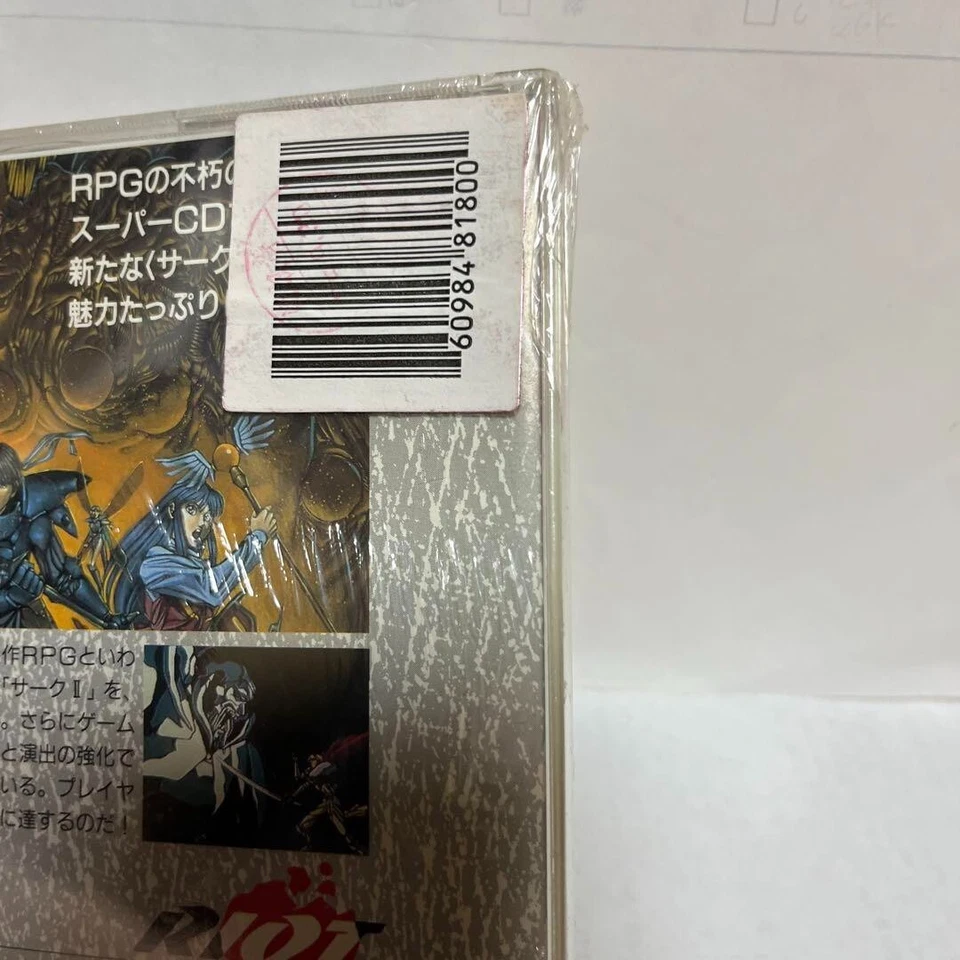 RPGの不朽の
スーパーCD
新たな〈サーク
魅力たっぷり
60984 81800
作RPGといわ
「サークⅡ」を、
。さらにゲーム
と演出の強化で
いる。プレイヤ
に達するのだ！
RIOT